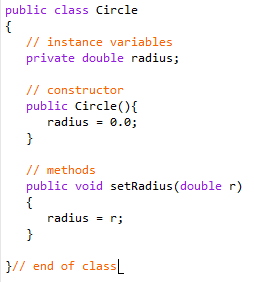 public class Circle
{
   // instance variables
   private double radius;

   // constructor
   public Circle(){
      radius = 0.0;
   }

   // methods
   public void setRadius(double r)
   {
      radius = r;
   }

}// end of class